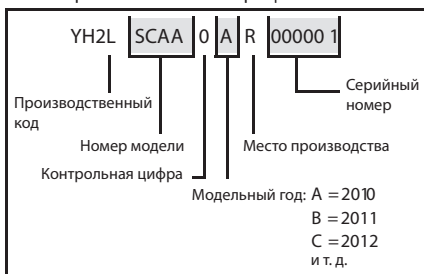 YH2L SCAA 0 A R 00000 1
Серийный
номер
Производственный
код
Номер модели
Место производства
Контрольная цифра
Модельный год: A = 2010
B = 2011
C = 2012
и т. д.